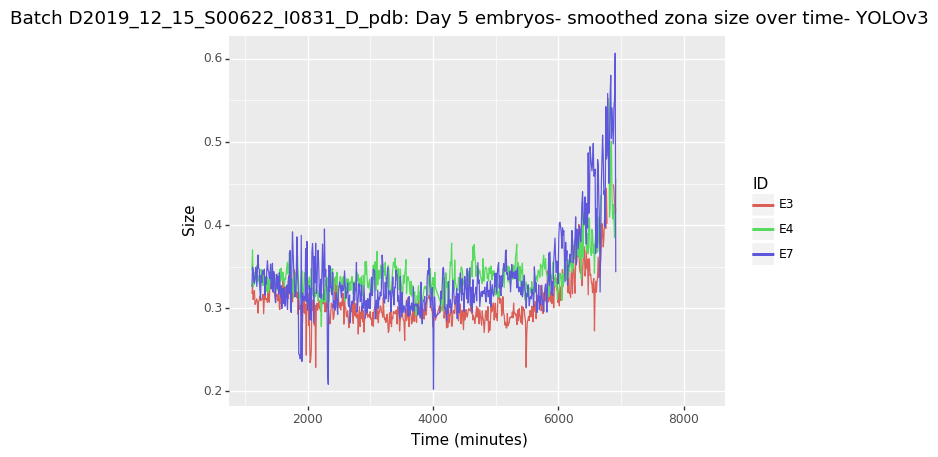 Batch D2019_12_15_S00622_I0831_D_pdb: Day 5 embryos- smoothed zona size over time- YOLOv3
0.6
0.5
0.4
0.3
0.2
Size
2000 4000 6000 8000
Time (minutes)
ID
E3
E4
E7